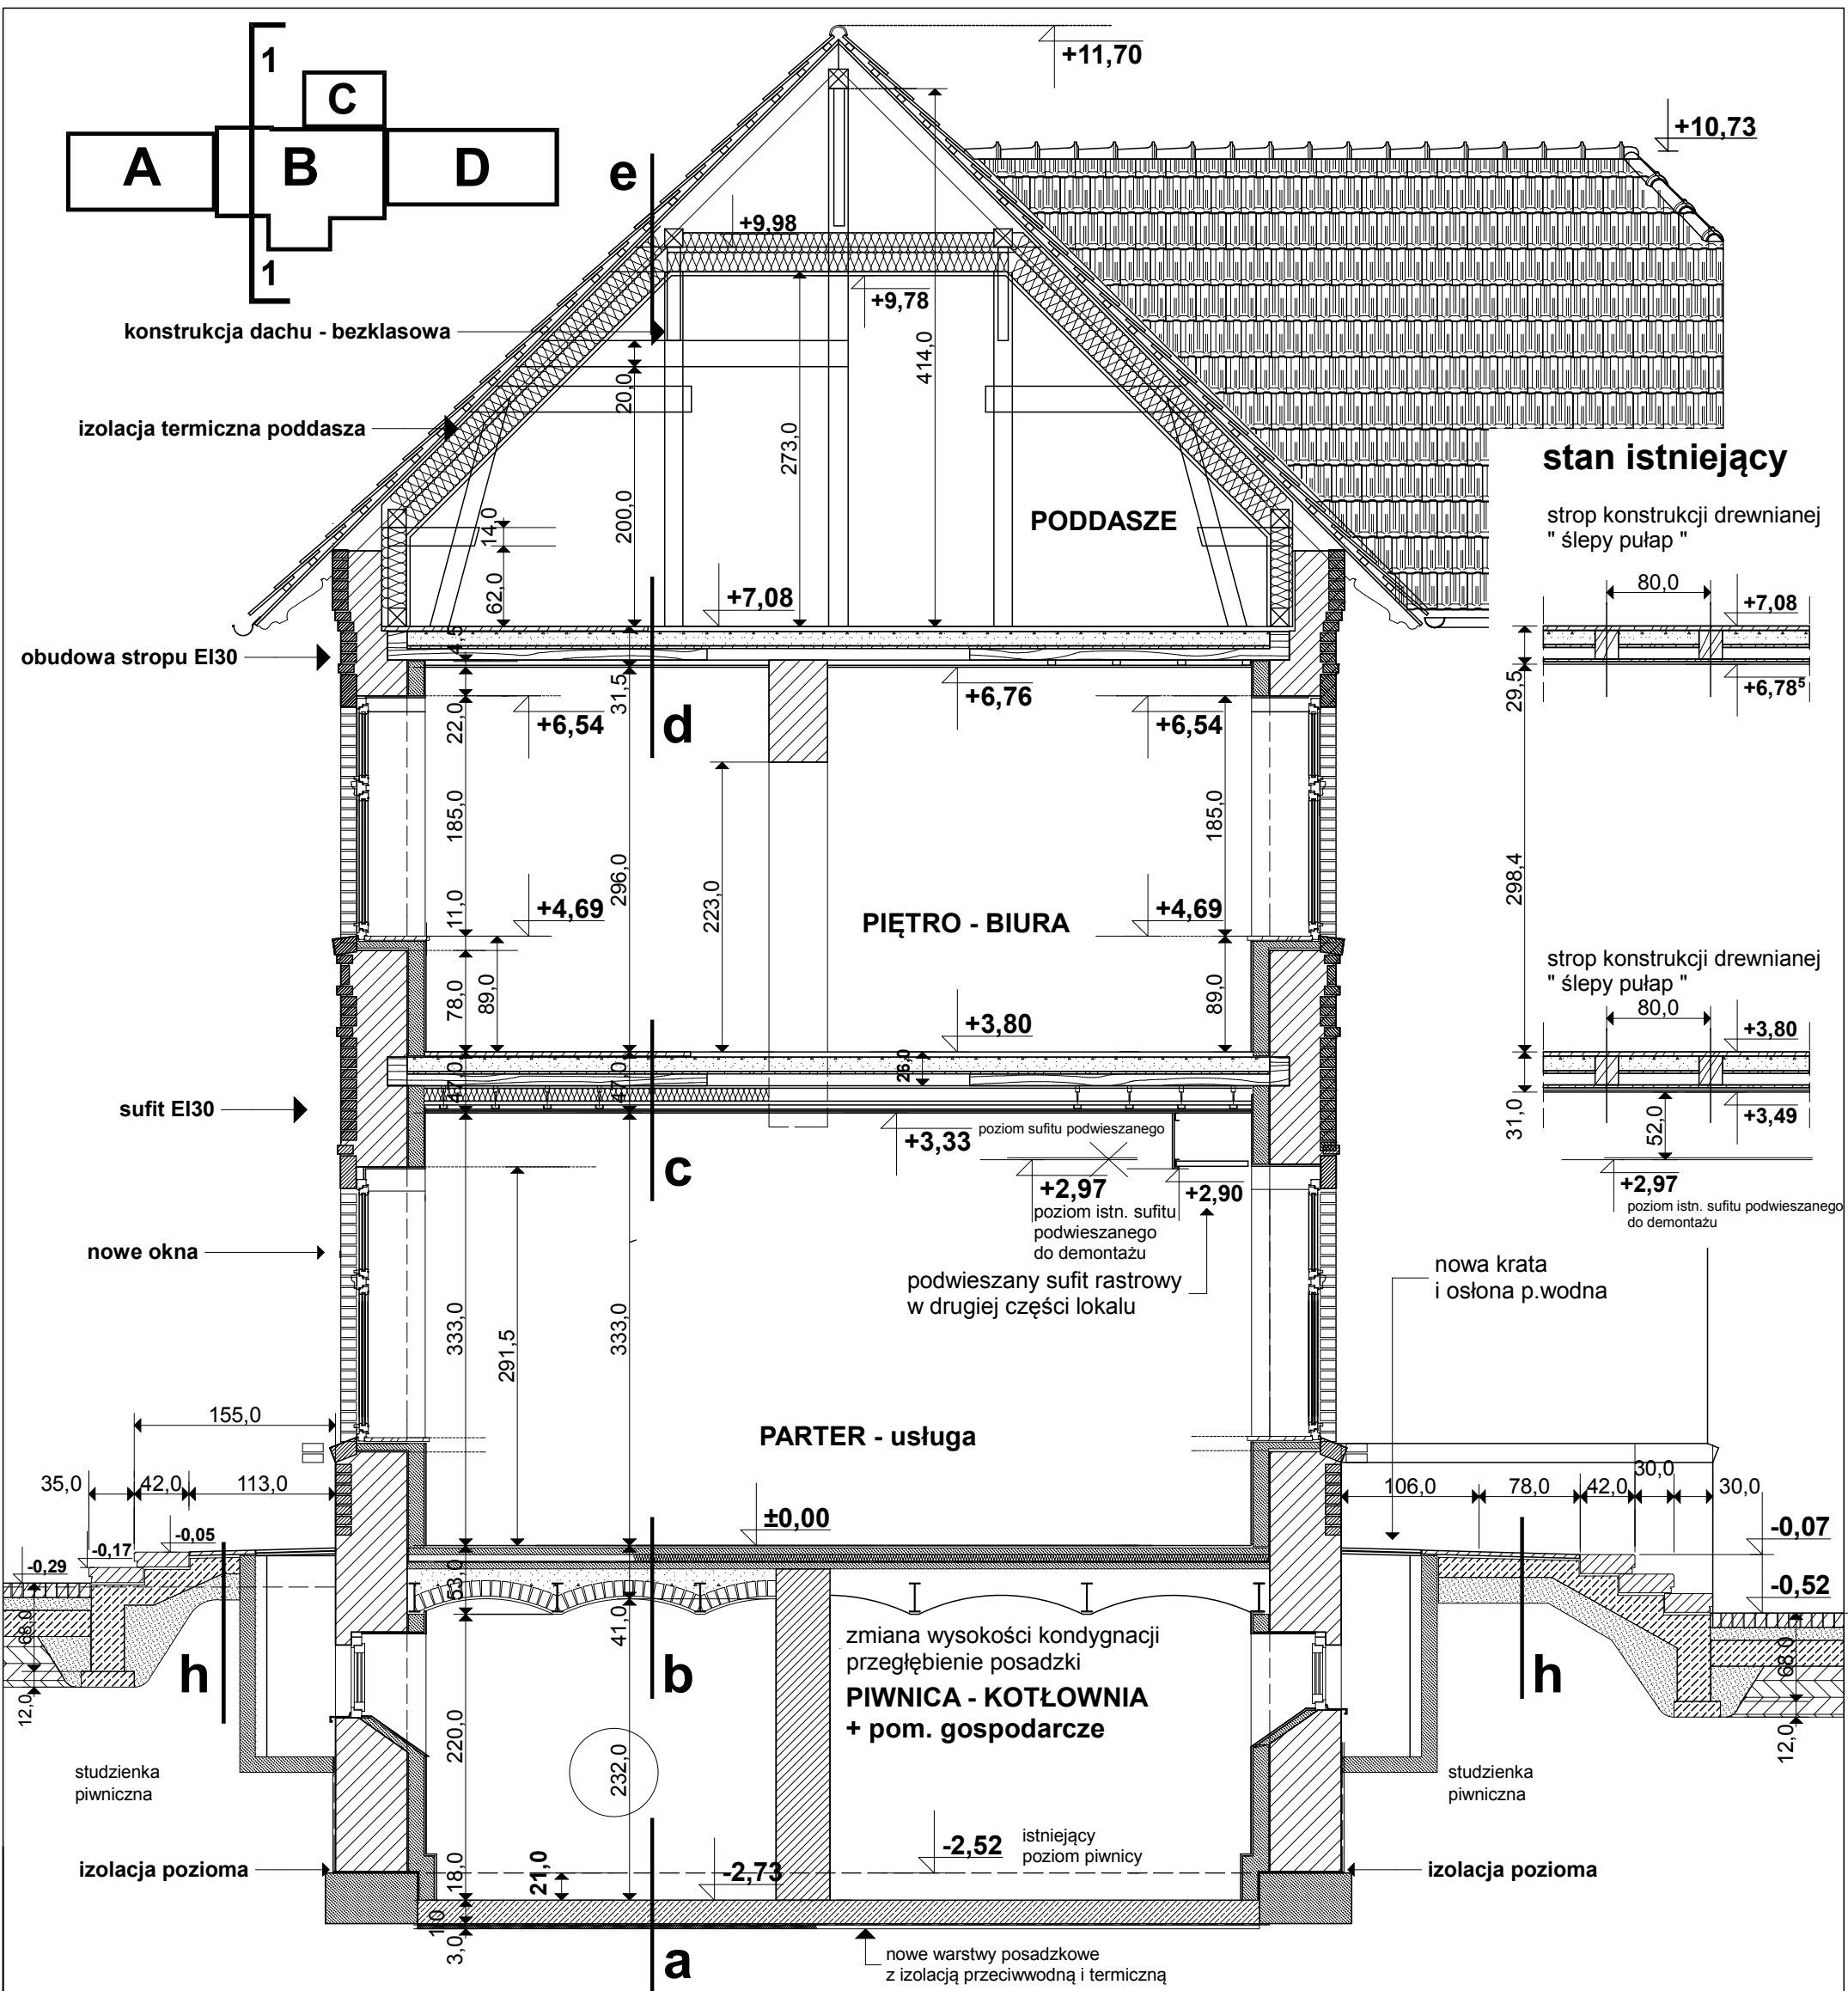 1
C
A
B
D
1
+11,70
+10,73
e
+9,98
+9,78
konstrukcja dachu - bezklasowa
20,0
414,0
izolacja termiczna poddasza
273,0
200,0
stan istniejący
14,0
PODDASZE
62,0
strop konstrukcji drewnianej
" ślepy pułap "
80,0
+7,08
+7,08
4,5
obudowa stropu EI30
31,5
+6,76
+6,78⁵
29,5
22,0
+6,54
d
+6,54
185,0
185,0
296,0
223,0
298,4
11,0
+4,69
PIĘTRO - BIURA
+4,69
78,0
89,0
89,0
strop konstrukcji drewnianej
" ślepy pułap "
80,0
+3,80
+3,80
47,0
47,0
26,0
sufit EI30
31,0
+3,49
52,0
+3,33
poziom sufitu podwieszanego
c
+2,97
+2,90
poziom istn. sufitu
podwieszanego
do demontażu
+2,97
poziom istn. sufitu podwieszanego
do demontażu
nowe okna
podwieszany sufit rastrowy
w drugiej części lokalu
nowa krata
i osłona p.wodna
333,0
291,5
333,0
155,0
PARTER - usługa
35,0
42,0
113,0
106,0
78,0
42,0
30,0
30,0
±0,00
-0,05
-0,17
-0,29
-0,07
-0,52
53,0
41,0
68,0
12,0
h
b
zmiana wysokości kondygnacji
przegłębienie posadzki
PIWNICA - KOTŁOWNIA
+ pom. gospodarcze
h
68,0
12,0
220,0
232,0
studzienka
piwniczna
studzienka
piwniczna
izolacja pozioma
18,0
21,0
-2,73
-2,52
istniejący
poziom piwnicy
izolacja pozioma
3,0
a
nowe warstwy posadzkowe
z izolacją przeciwwodną i termiczną